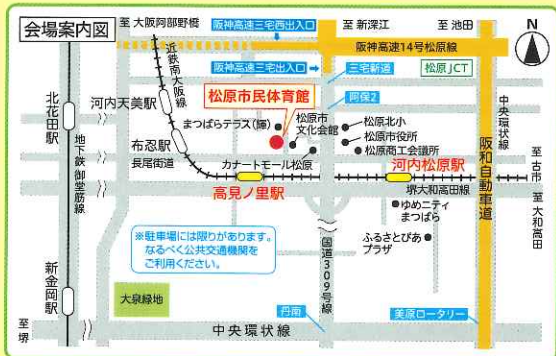 会場案内図
至 大阪阿部野橋
阪神高速三宅西出入口
至 新深江
至 池田
阪神高速14号松原線
N
近鉄南大阪線
阪神高速三宅出入口
三宅新道
松原JCT
北花田駅
河内天美駅
松原市民体育館
阿保2
中央環状線
まつばらテラス(輝)
松原市
文化会館
松原北小
松原市役所
松原商工会議所
布忍駅
長尾街道
カナートモール松原
地下鉄 御堂筋線
高見ノ里駅
河内松原駅
阪和自動車道
至 古市
堺大和高田線
至 大和高田
ゆめニティ
まつばら
※駐車場には限りがあります。
なるべく公共交通機関を
ご利用ください。
ふるさとぴあ
プラザ
国道309号線
新金岡駅
大泉緑地
丹南
美原ロータリー
至 堺
中央環状線